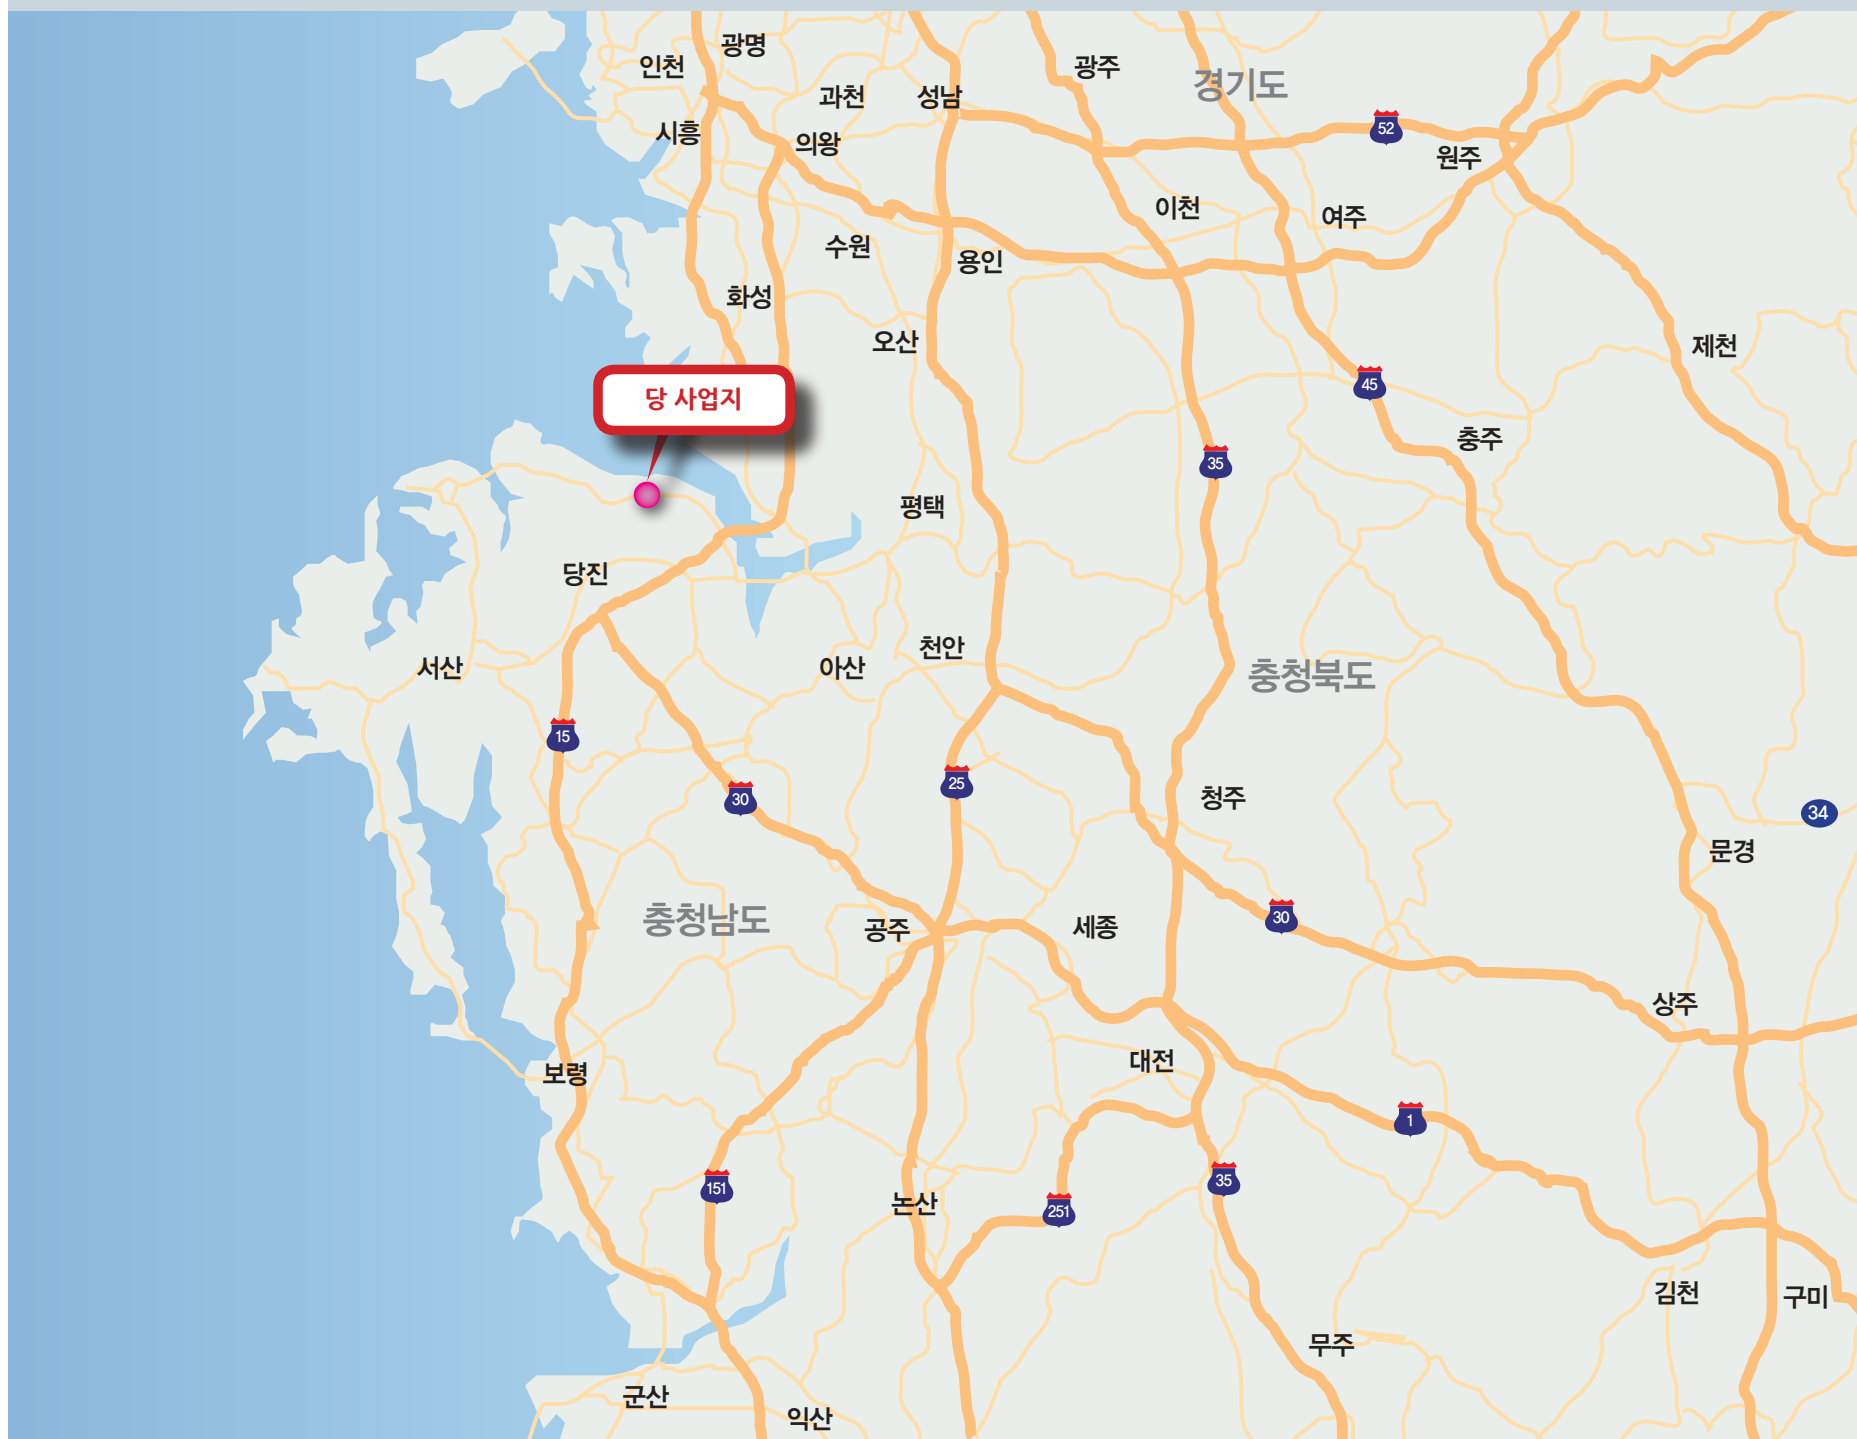 광명
인천
광주
경기도
과천
성남
시흥
의왕
52
원주
이천
여주
수원
용인
화성
오산
제천
당 사업지
45
충주
35
평택
당진
천안
아산
서산
충청북도
15
25
30
청주
34
문경
충청남도
공주
세종
30
상주
대전
보령
1
151
35
논산
251
김천
구미
무주
군산
익산